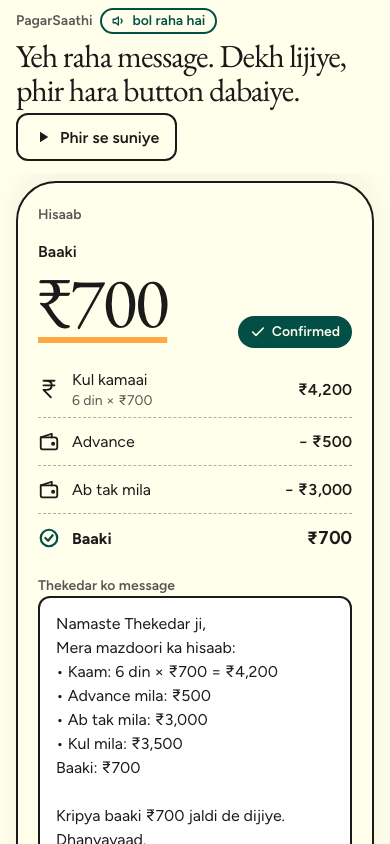 PagarSaathi bol raha hai
Yeh raha message. Dekh lijiye,
phir hara button dabaiye.
Phir se suniye
Hisaab
Baaki
₹700
Confirmed
₹ Kul kamaai ₹4,200
6 din × ₹700
Advance − ₹500
Ab tak mila − ₹3,000
Baaki ₹700
Thekedar ko message
Namaste Thekedar ji,
Mera mazdoori ka hisaab:
• Kaam: 6 din × ₹700 = ₹4,200
• Advance mila: ₹500
• Ab tak mila: ₹3,000
• Kul mila: ₹3,500
Baaki: ₹700
Kripya baaki ₹700 jaldi de dijiye.
Dhanyavaad.